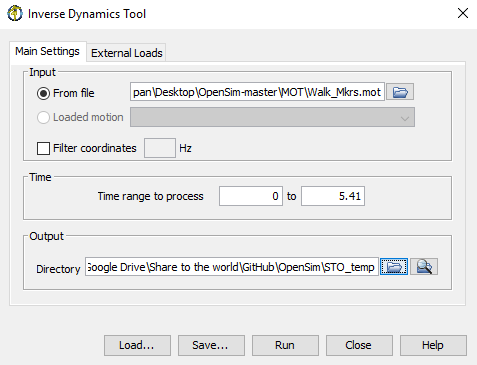 Inverse Dynamics Tool
Main Settings External Loads
Input
From file pan\Desktop\OpenSim-master\MOT\Walk_Mkrs.mot
Loaded motion
Filter coordinates Hz
Time
Time range to process 0 to 5.41
Output
Directory Google Drive\Share to the world\GitHub\OpenSim\STO_temp
Load... Save... Run Close Help